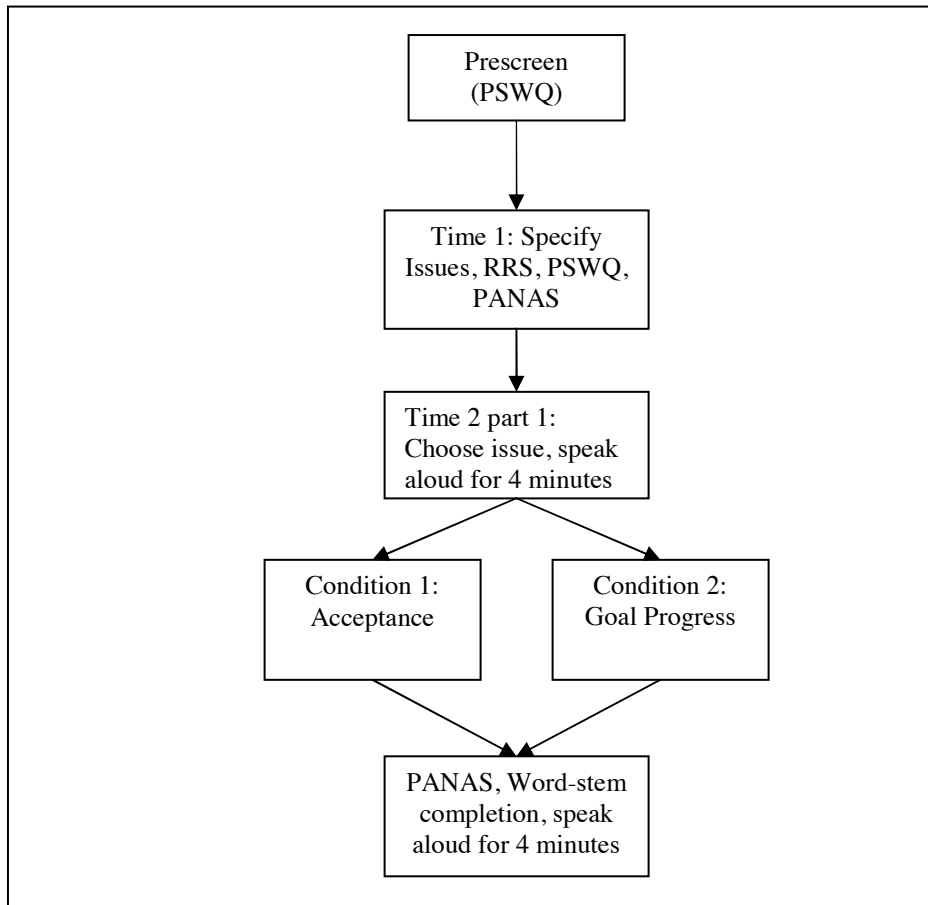 Prescreen
(PSWQ)
Time 1: Specify
Issues, RRS, PSWQ,
PANAS
Time 2 part 1:
Choose issue, speak
aloud for 4 minutes
Condition 1:
Acceptance
Condition 2:
Goal Progress
PANAS, Word-stem
completion, speak
aloud for 4 minutes